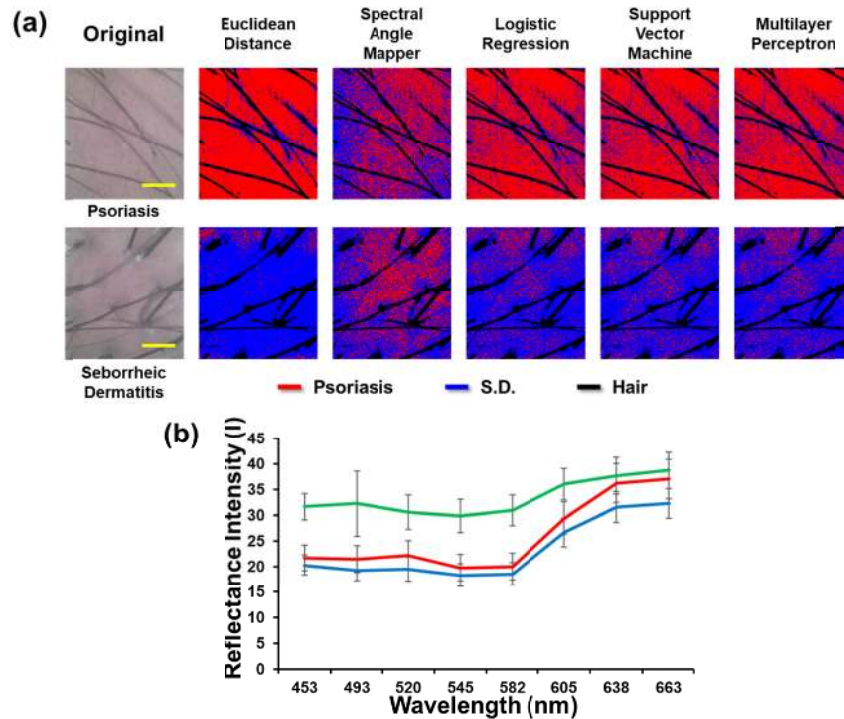 (a)
Original
Euclidean
Distance
Spectral
Angle
Mapper
Logistic
Regression
Support
Vector
Machine
Multilayer
Perceptron
Psoriasis
Seborrheic
Dermatitis
Psoriasis
S.D.
Hair
(b)
Reflectance Intensity (I)
45
40
35
30
25
20
15
10
5
0
453 493 520 545 582 605 638 663
Wavelength (nm)